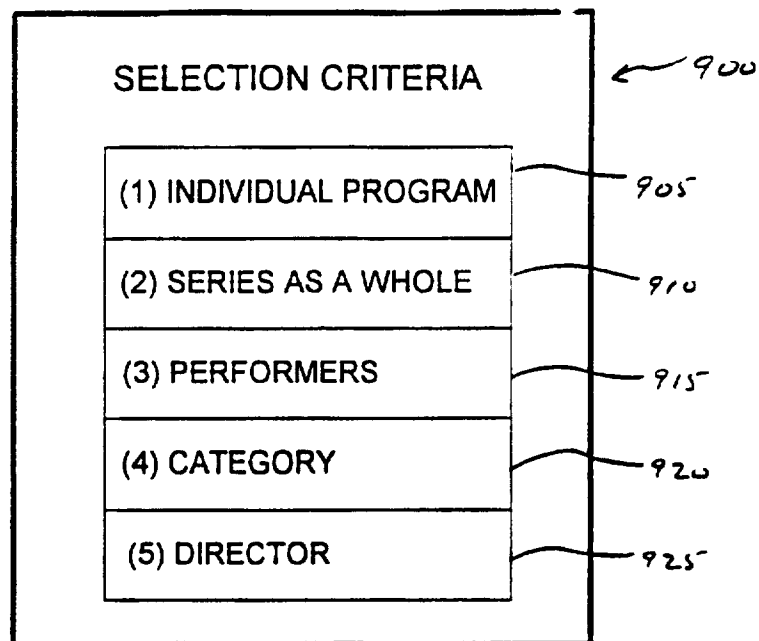 SELECTION CRITERIA
900
(1) INDIVIDUAL PROGRAM
905
(2) SERIES AS A WHOLE
910
(3) PERFORMERS
915
(4) CATEGORY
920
(5) DIRECTOR
925